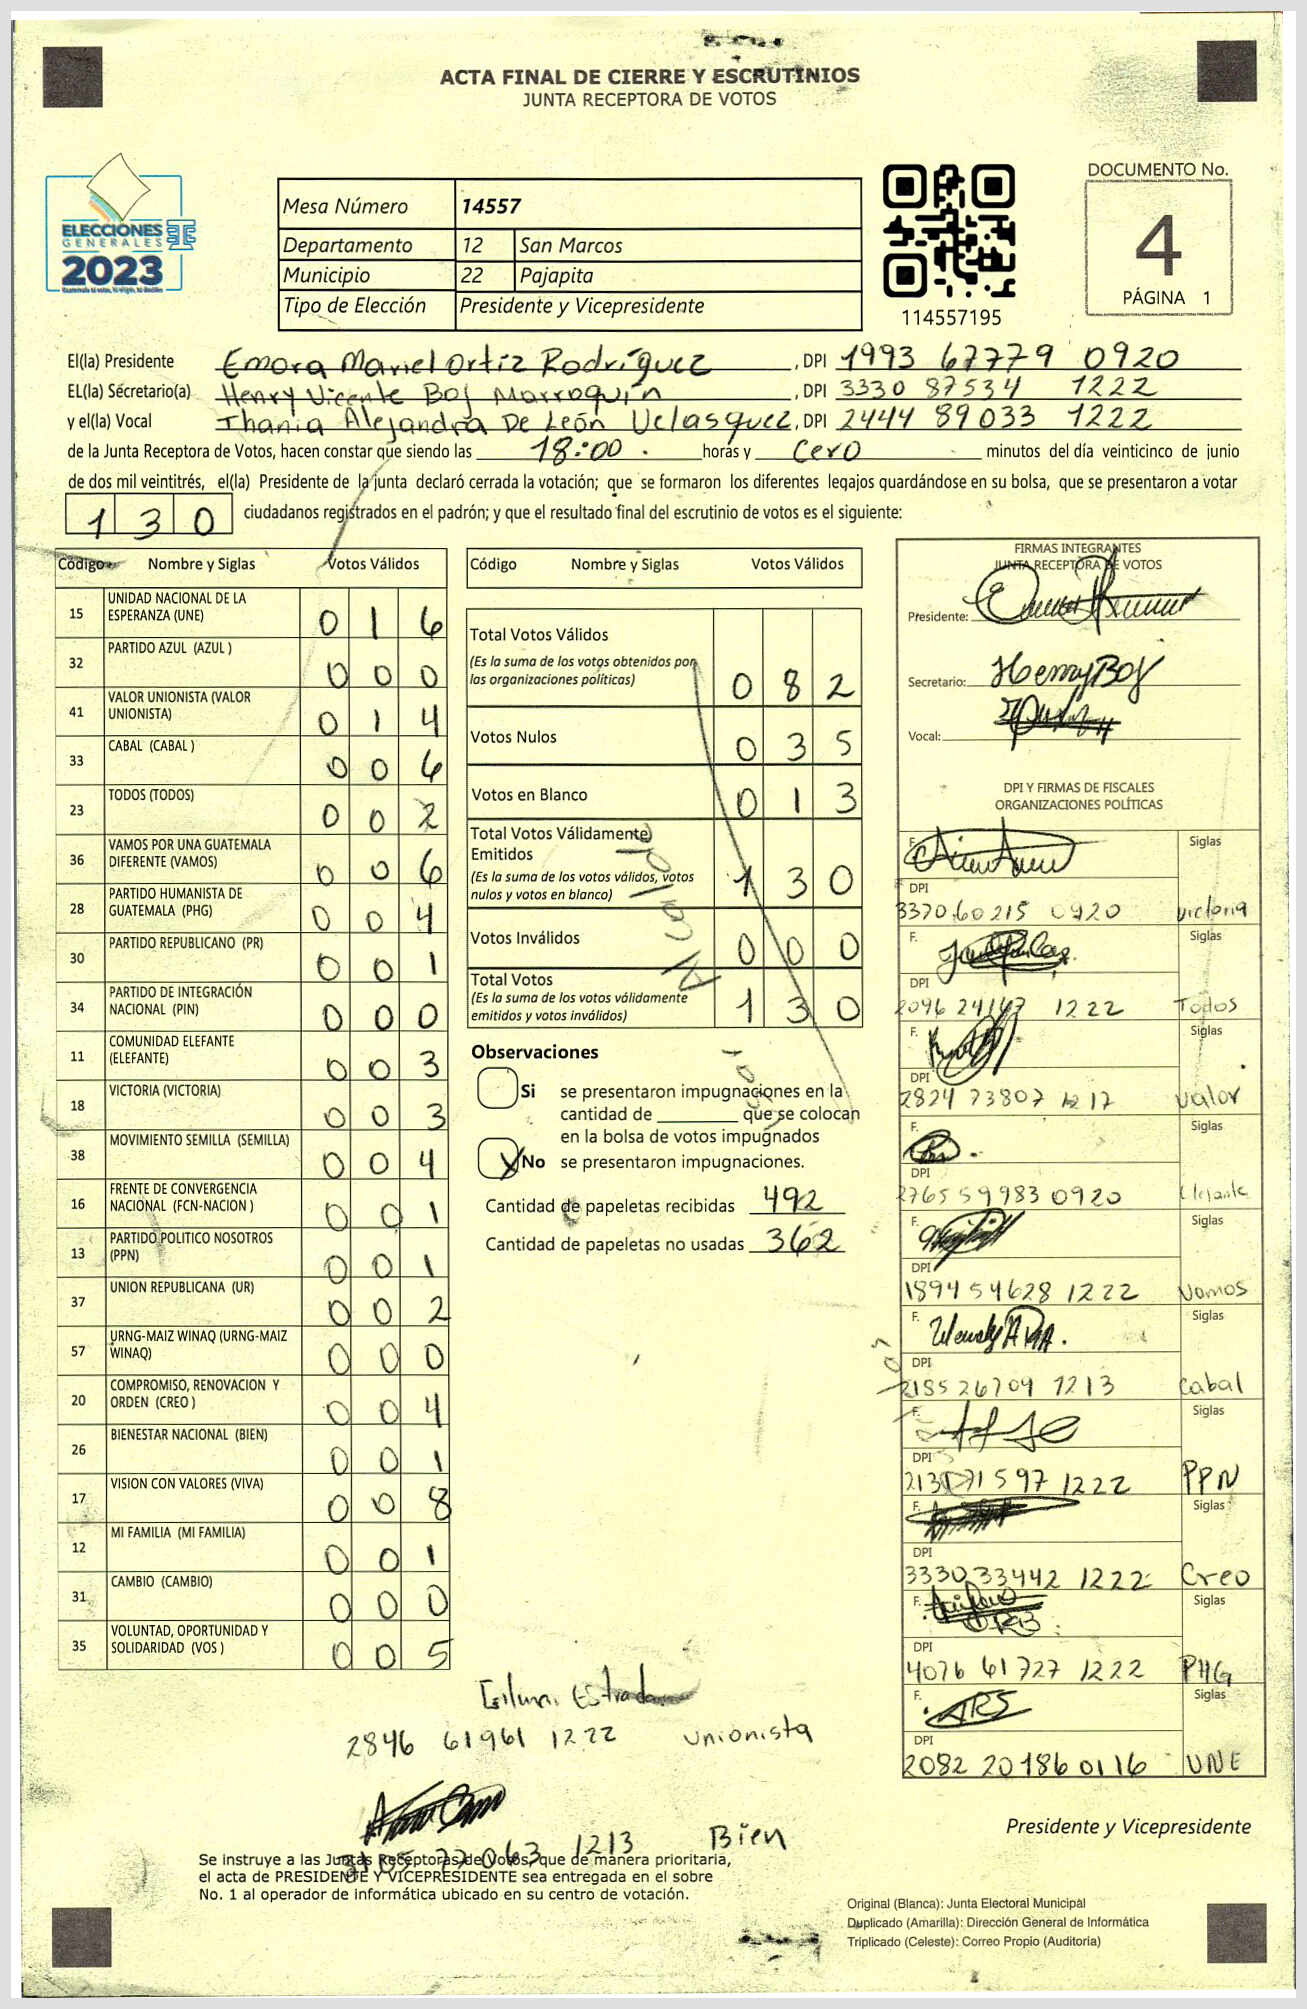 ACTA FINAL DE CIERRE Y ESCRUTINIOS
JUNTA RECEPTORA DE VOTOS
ELECCIONES
GENERALES
2023
Mesa Número 14557
Departamento 12 San Marcos
Municipio 22 Pajapita
Tipo de Elección Presidente y Vicepresidente
114557195
DOCUMENTO No.
4
PÁGINA 1
El(la) Presidente Emora Mariel Ortiz Rodríguez, DPI 1993 67779 0920
EL(la) Secretario(a) Henry Vicente Boj Marroquín, DPI 3330 87534 1222
y el(la) Vocal Thania Alejandra De León Velasquez, DPI 2444 89033 1222
de la Junta Receptora de Votos, hacen constar que siendo las 18:00 horas y cero minutos del día veinticinco de junio
de dos mil veintitrés, el(la) Presidente de la junta declaró cerrada la votación; que se formaron los diferentes legajos guardándose en su bolsa, que se presentaron a votar
130 ciudadanos registrados en el padrón; y que el resultado final del escrutinio de votos es el siguiente:
Código Nombre y Siglas Votos Válidos
15 UNIDAD NACIONAL DE LA ESPERANZA (UNE) 0 1 6
32 PARTIDO AZUL (AZUL ) 0 0 0
41 VALOR UNIONISTA (VALOR UNIONISTA) 0 1 4
33 CABAL (CABAL ) 0 0 6
23 TODOS (TODOS) 0 0 2
36 VAMOS POR UNA GUATEMALA DIFERENTE (VAMOS) 0 0 6
28 PARTIDO HUMANISTA DE GUATEMALA (PHG) 0 0 4
30 PARTIDO REPUBLICANO (PR) 0 0 1
34 PARTIDO DE INTEGRACIÓN NACIONAL (PIN) 0 0 0
11 COMUNIDAD ELEFANTE (ELEFANTE) 0 0 3
18 VICTORIA (VICTORIA) 0 0 3
38 MOVIMIENTO SEMILLA (SEMILLA) 0 0 4
16 FRENTE DE CONVERGENCIA NACIONAL (FCN-NACION ) 0 0 1
13 PARTIDO POLITICO NOSOTROS (PPN) 0 0 1
37 UNION REPUBLICANA (UR) 0 0 2
57 URNG-MAIZ WINAQ (URNG-MAIZ WINAQ) 0 0 0
20 COMPROMISO, RENOVACION Y ORDEN (CREO ) 0 0 4
26 BIENESTAR NACIONAL (BIEN) 0 0 1
17 VISION CON VALORES (VIVA) 0 0 8
12 MI FAMILIA (MI FAMILIA) 0 0 1
31 CAMBIO (CAMBIO) 0 0 0
35 VOLUNTAD, OPORTUNIDAD Y SOLIDARIDAD (VOS ) 0 0 5
Código Nombre y Siglas Votos Válidos
Total Votos Válidos 0 8 2
(Es la suma de los votos obtenidos por
las organizaciones políticas)
Votos Nulos 0 3 5
Votos en Blanco 0 1 3
Total Votos Válidamente Emitidos 1 3 0
(Es la suma de los votos válidos, votos
nulos y votos en blanco)
Votos Inválidos 0 0 0
Total Votos 1 3 0
(Es la suma de los votos válidamente
emitidos y votos inválidos)
Observaciones
Si se presentaron impugnaciones en la
cantidad de ________ que se colocan
en la bolsa de votos impugnados
X No se presentaron impugnaciones.
Cantidad de papeletas recibidas 492
Cantidad de papeletas no usadas 362
FIRMAS INTEGRANTES
JUNTA RECEPTORA DE VOTOS
Presidente:
Secretario: Henry Boj
Vocal:
DPI Y FIRMAS DE FISCALES
ORGANIZACIONES POLÍTICAS
F. Siglas
DPI
3370 60215 0920 victoria
F. Siglas
DPI
2096 24167 1222 Todos
F. Siglas
DPI
2824 73807 1217 valor
F. Siglas
DPI
2765 59983 0920 Elefante
F. Siglas
DPI
1894 54628 1222 Vamos
F. Siglas
DPI
2185 26709 1213 Cabal
F. Siglas
DPI
1222 PPN
F. Siglas
DPI
3330 33442 1222 Creo
F. Siglas
DPI
4076 61727 1222 PHG
F. Siglas
DPI
2082 20186 0116 UNE
Estrada
2846 61961 1222 Unionista
1213 Bien
Presidente y Vicepresidente
Se instruye a las Juntas Receptoras de Votos, que de manera prioritaria,
el acta de PRESIDENTE Y VICEPRESIDENTE sea entregada en el sobre
No. 1 al operador de informática ubicado en su centro de votación.
Original (Blanca): Junta Electoral Municipal
Duplicado (Amarilla): Dirección General de Informática
Triplicado (Celeste): Correo Propio (Auditoria)